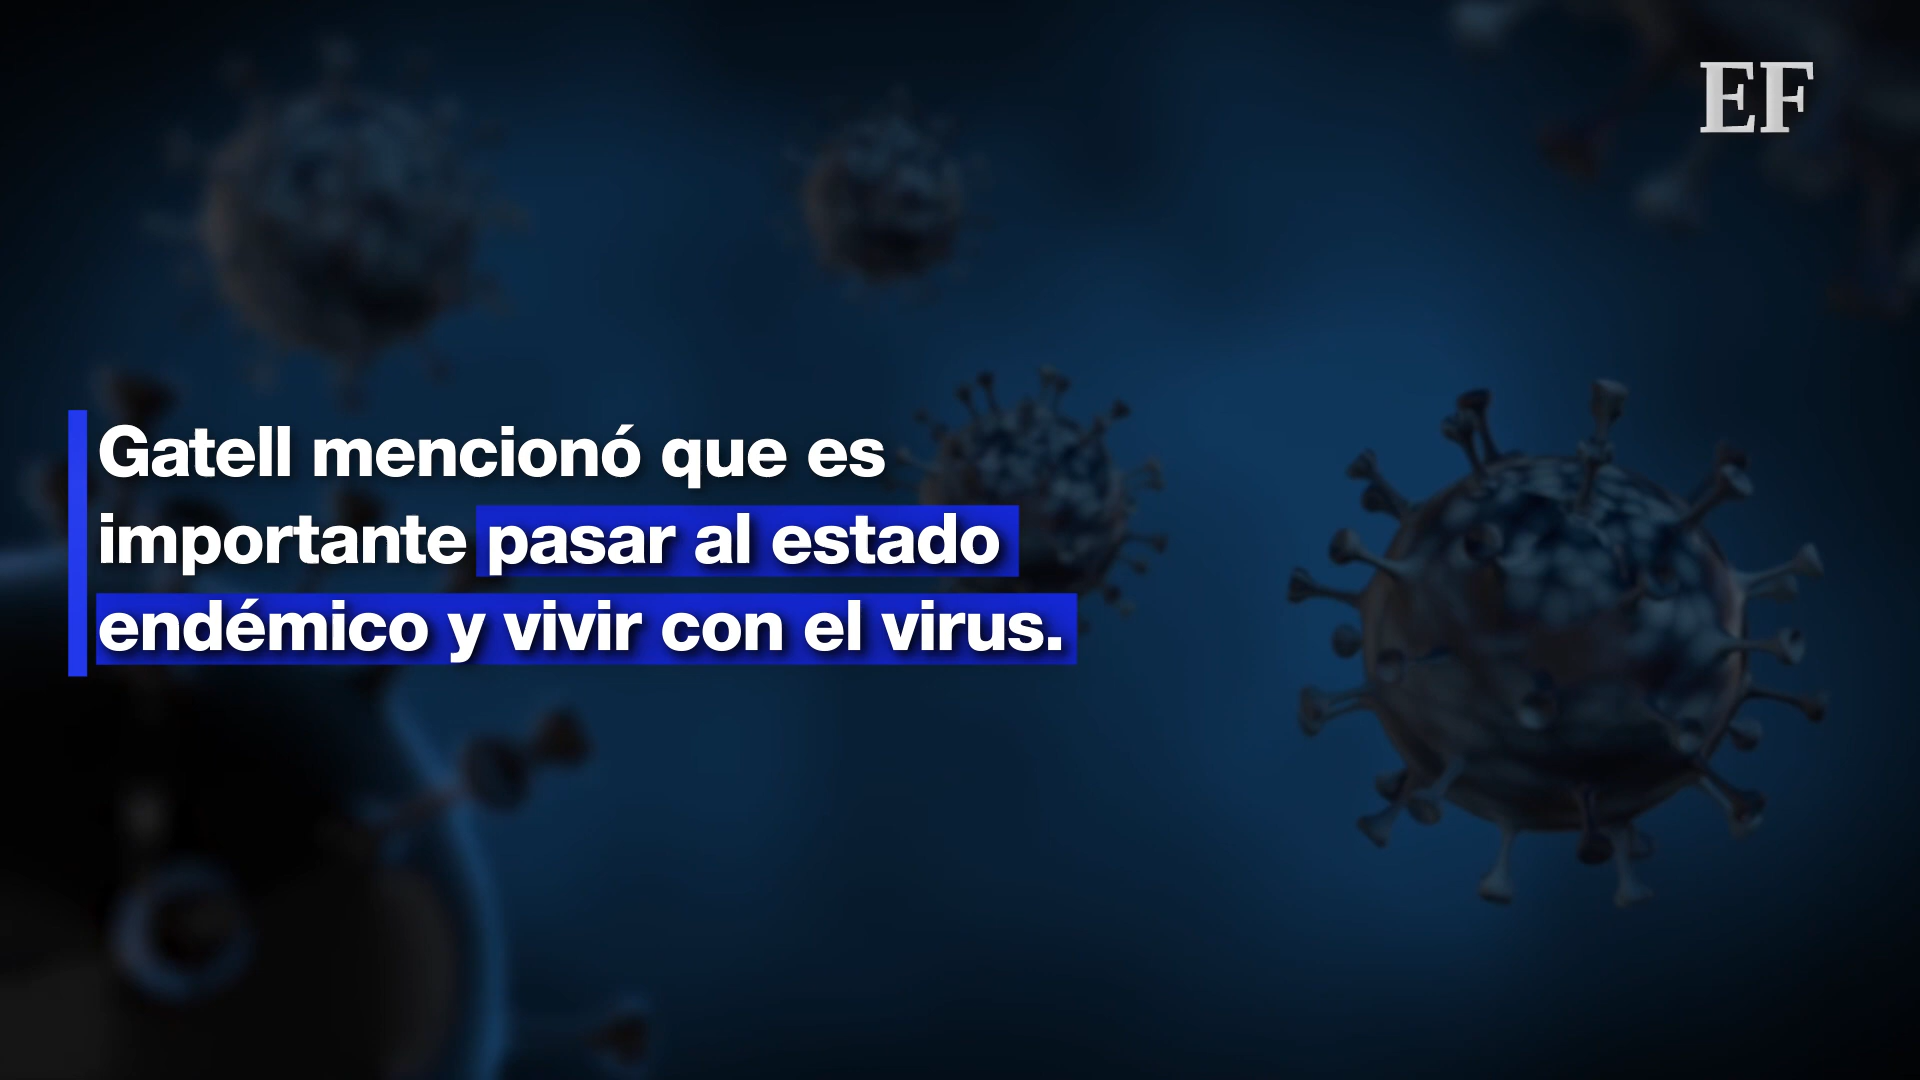 EF
Gatell mencionó que es
importante pasar al estado
endémico y vivir con el virus.